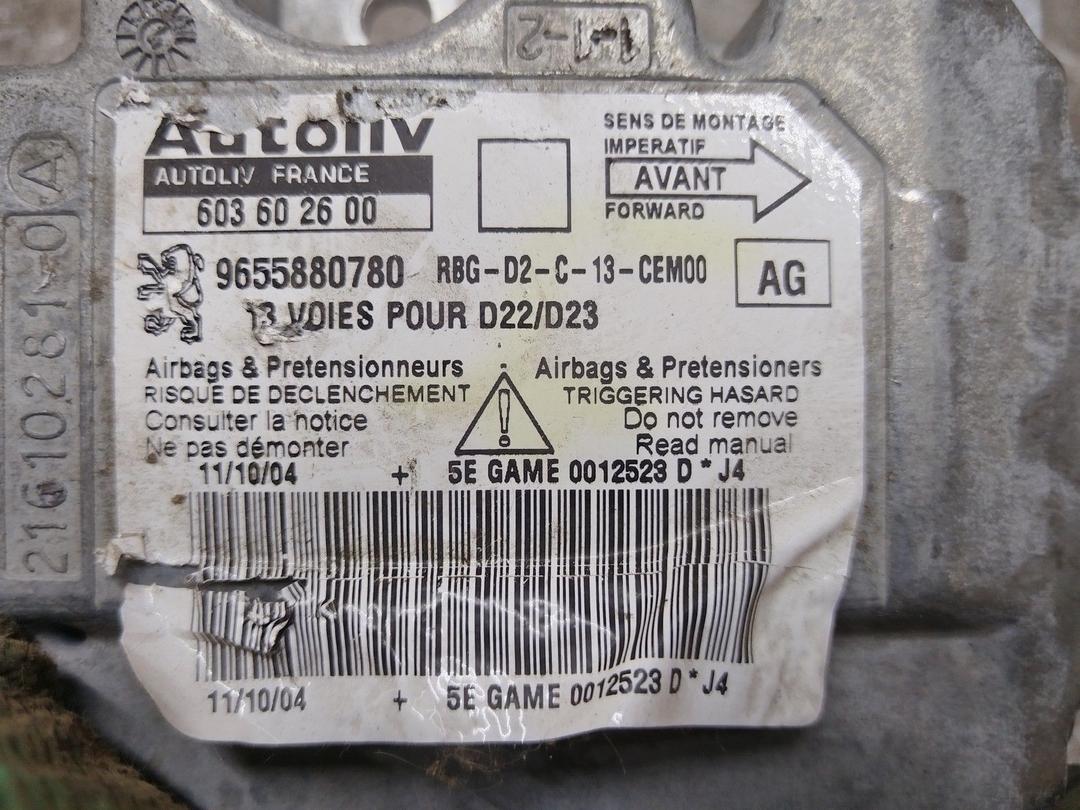 1-1-2
Autoliv
AUTOLIV FRANCE
603 60 26 00
SENS DE MONTAGE
IMPERATIF
AVANT
FORWARD
9655880780 RBG-D2-C-13-CEM00
AG
13 VOIES POUR D22/D23
Airbags & Pretensionneurs
RISQUE DE DECLENCHEMENT
Consulter la notice
Ne pas démonter
Airbags & Pretensioners
TRIGGERING HASARD
Do not remove
Read manual
11/10/04 + 5E GAME 0012523 D * J4
11/10/04 + 5E GAME 0012523 D * J4
21610281-0 A